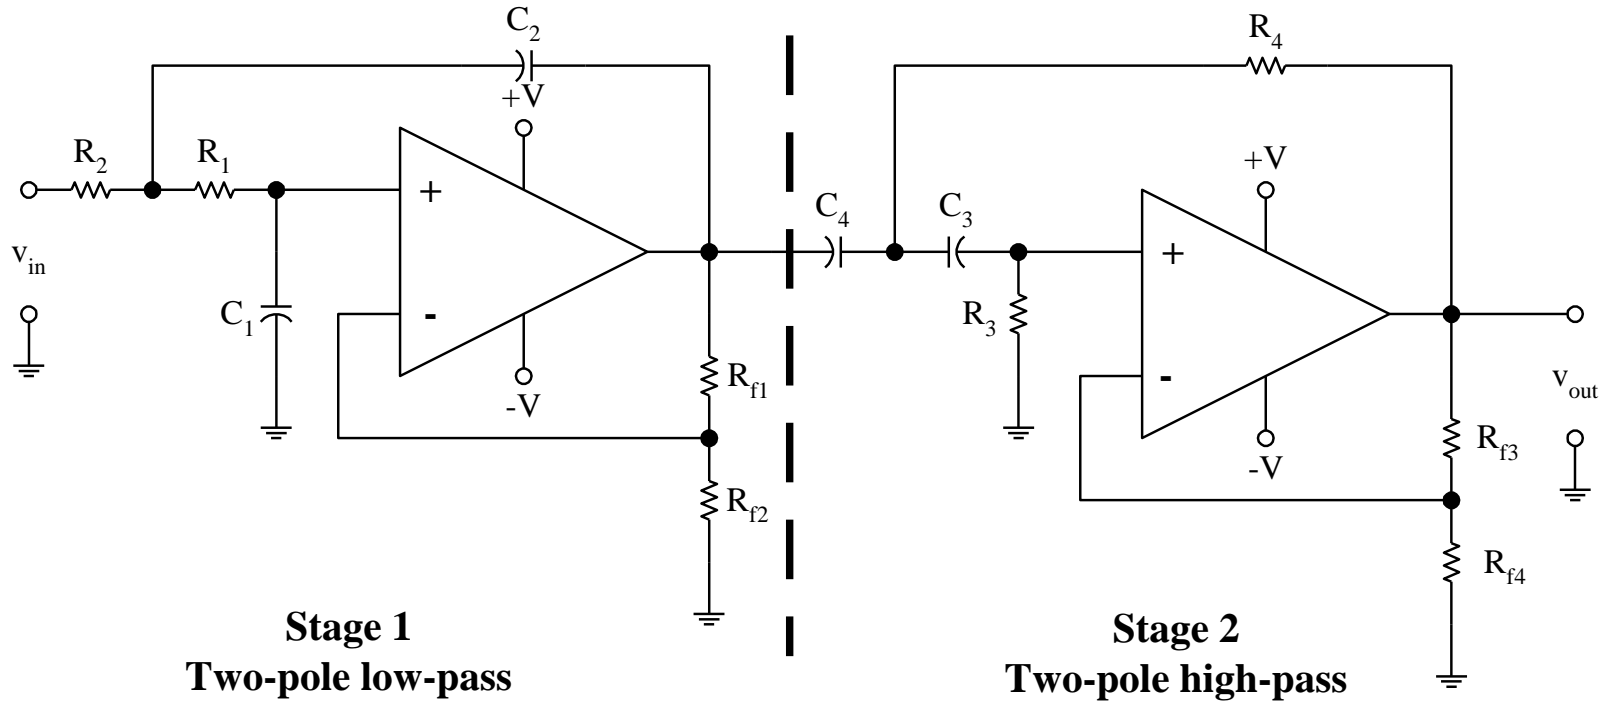 C2
R4
+V
R2
R1
+V
+
C4
C3
vin
+
C1
-
R3
-V
Rf1
-
vout
-V
Rf3
Rf2
Rf4
Stage 1
Two-pole low-pass
Stage 2
Two-pole high-pass